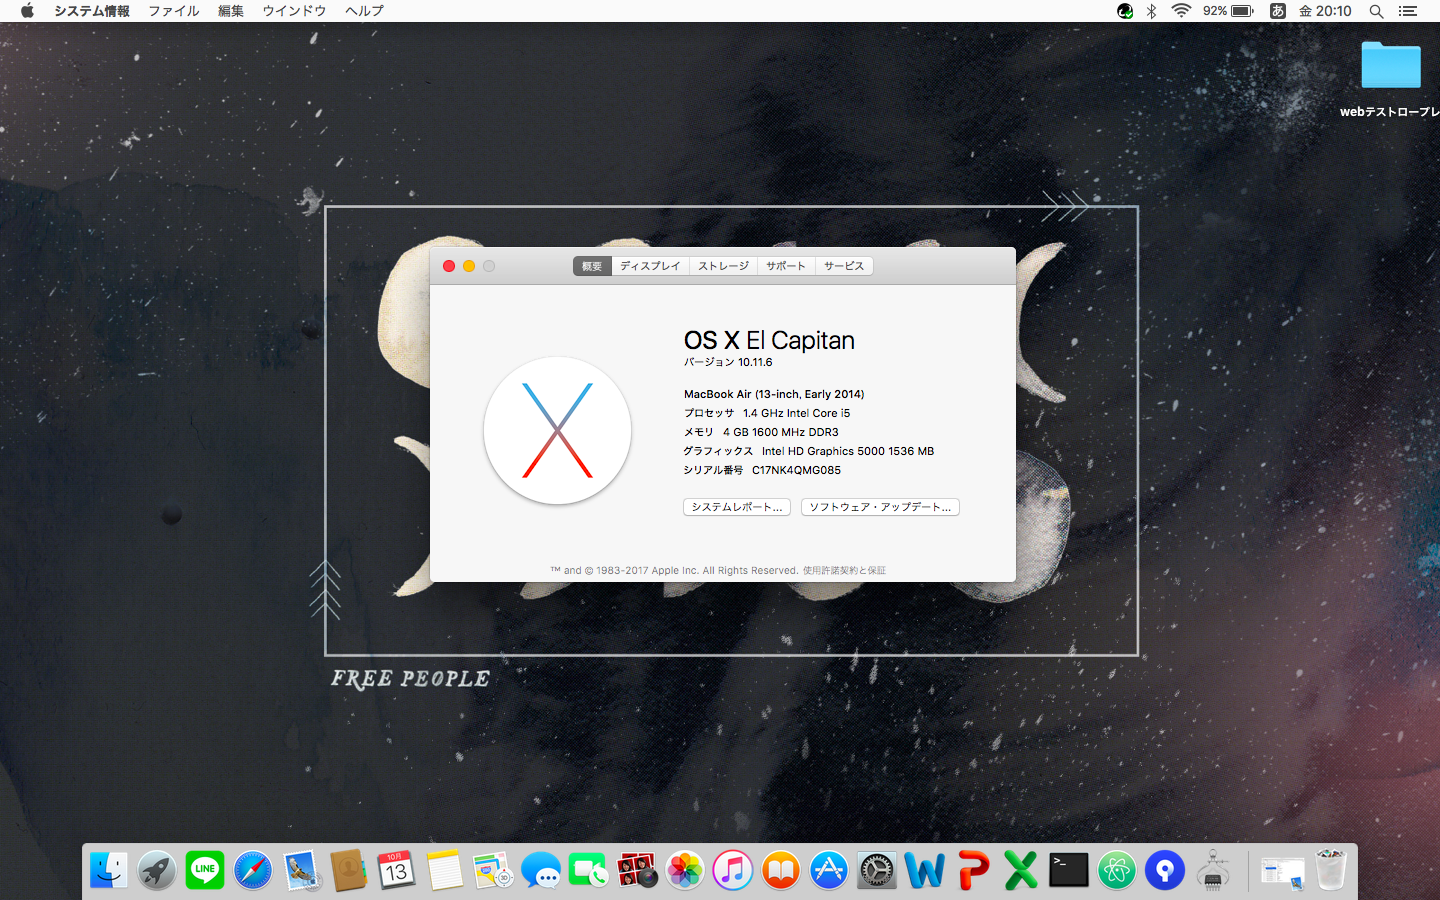 システム情報 ファイル 編集 ウインドウ ヘルプ 92% あ 金 20:10
webテストロープレ
概要 ディスプレイ ストレージ サポート サービス
OS X El Capitan
バージョン 10.11.6
MacBook Air (13-inch, Early 2014)
プロセッサ 1.4 GHz Intel Core i5
メモリ 4 GB 1600 MHz DDR3
グラフィックス Intel HD Graphics 5000 1536 MB
シリアル番号 C17NK4QMG085
システムレポート... ソフトウェア・アップデート...
™ and © 1983-2017 Apple Inc. All Rights Reserved. 使用許諾契約と保証
FREE PEOPLE
LINE
10月
13